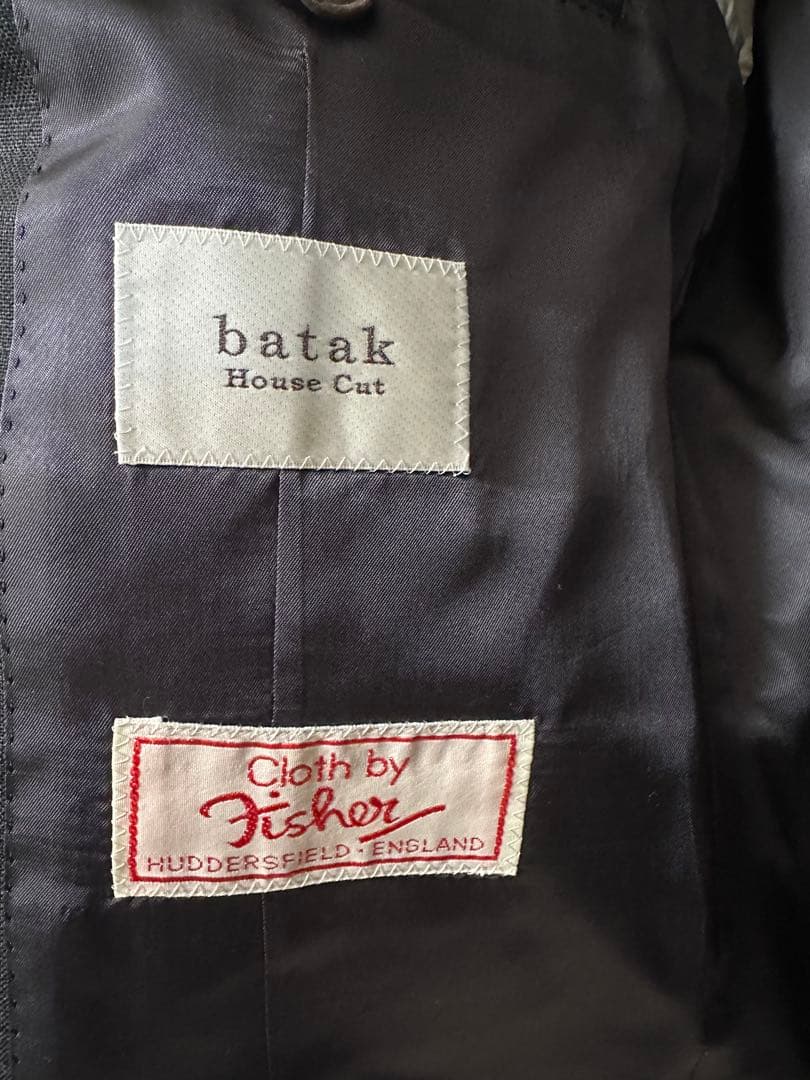 batak
House Cut
Cloth by
Fisher
HUDDERSFIELD · ENGLAND